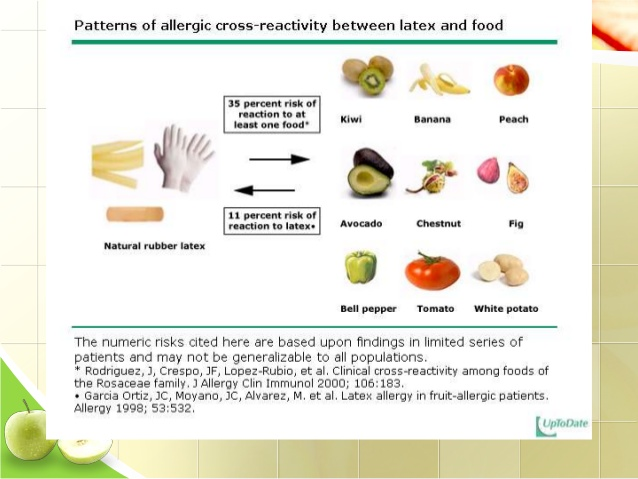 Patterns of allergic cross-reactivity between latex and food
35 percent risk of
reaction to at
least one food*
Kiwi
Banana
Peach
11 percent risk of
reaction to latex•
Natural rubber latex
Avocado
Chestnut
Fig
Bell pepper
Tomato
White potato
The numeric risks cited here are based upon findings in limited series of
patients and may not be generalizable to all populations.
* Rodriguez, J, Crespo, JF, Lopez-Rubio, et al. Clinical cross-reactivity among foods of
the Rosaceae family. J Allergy Clin Immunol 2000; 106:183.
• Garcia Ortiz, JC, Moyano, JC, Alvarez, M. et al. Latex allergy in fruit-allergic patients.
Allergy 1998; 53:532.
UpToDate